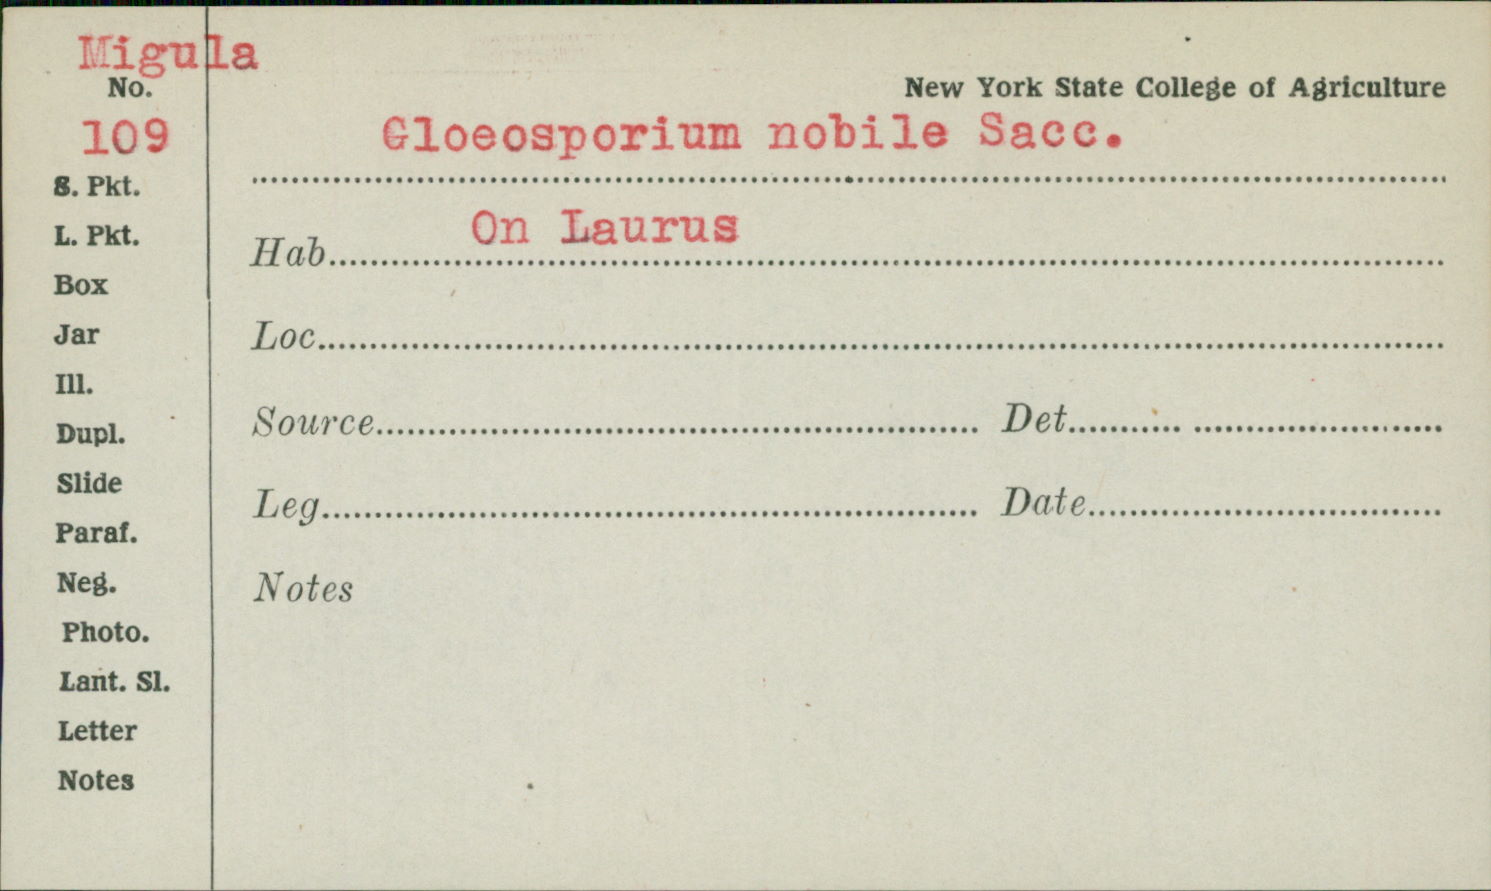 Migula
No.
New York State College of Agriculture
109
Gloeosporium nobile Sacc.
S. Pkt.
L. Pkt.
On Laurus
Hab.
Box
Jar
Loc.
Ill.
Dupl.
Source. Det.
Slide
Leg. Date.
Paraf.
Neg.
Notes
Photo.
Lant. Sl.
Letter
Notes